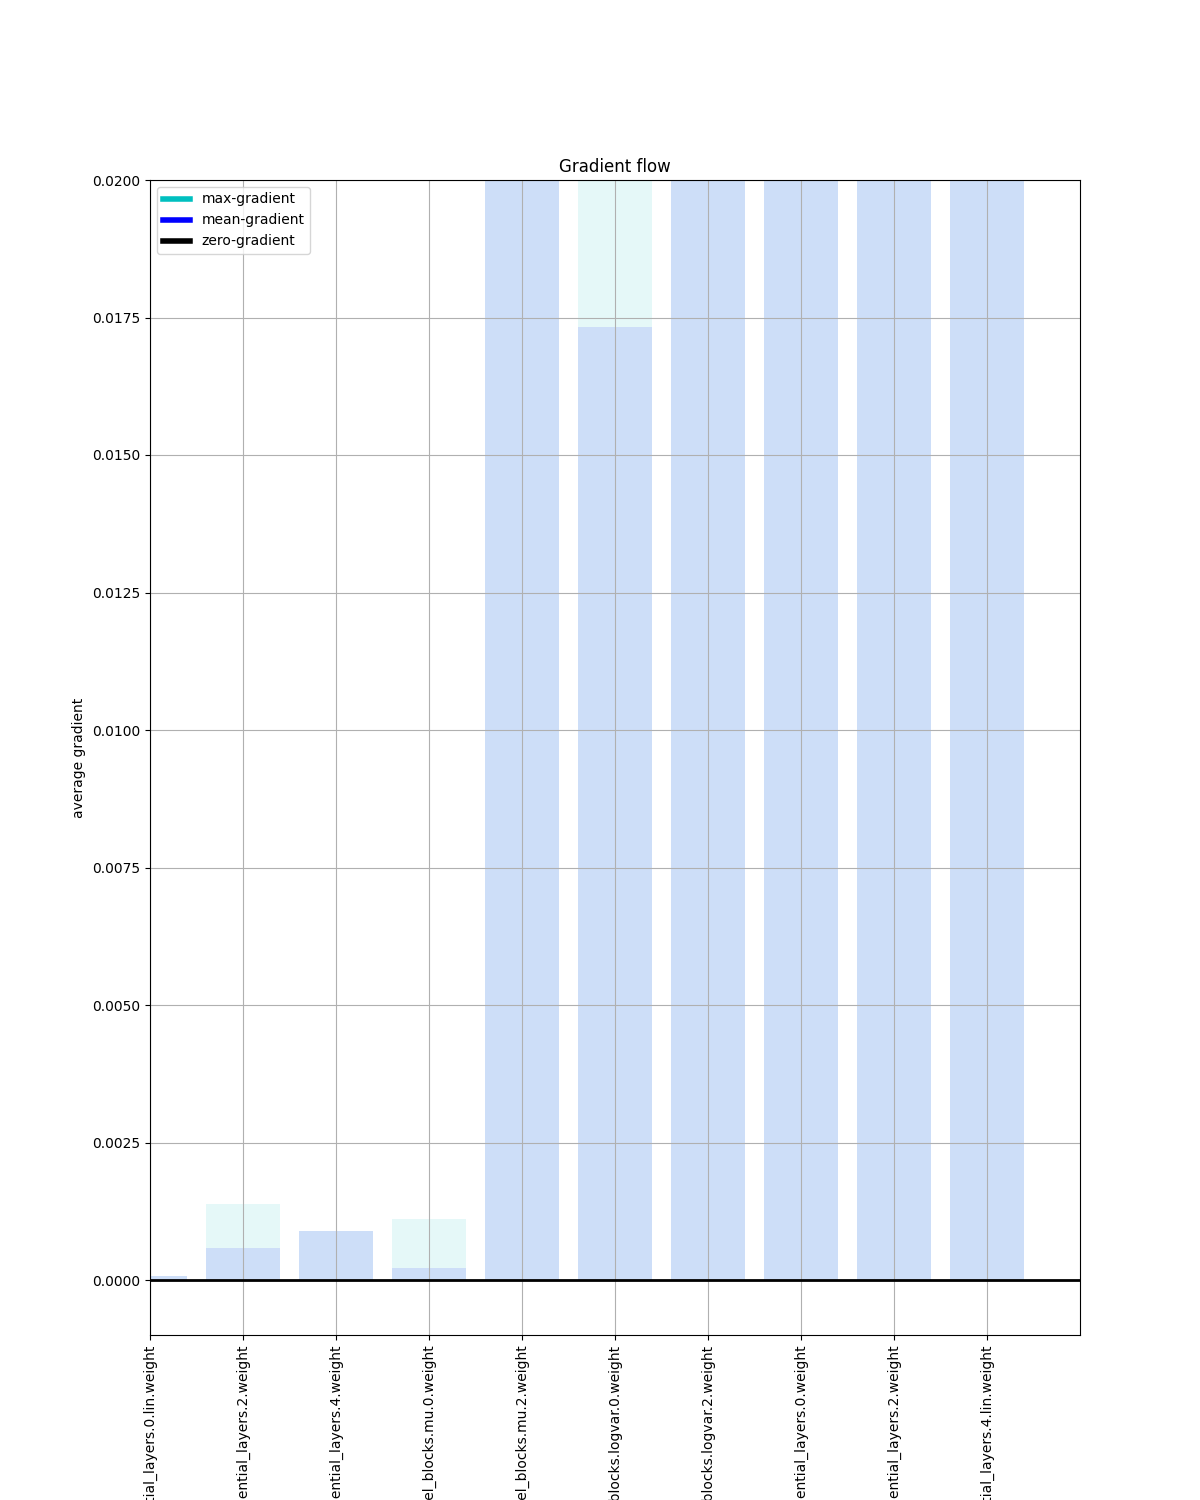 Gradient flow
max-gradient
mean-gradient
zero-gradient
0.0200
0.0175
0.0150
0.0125
0.0100
0.0075
0.0050
0.0025
0.0000
average gradient
tial_layers.0.lin.weight
ential_layers.2.weight
ential_layers.4.weight
el_blocks.mu.0.weight
el_blocks.mu.2.weight
blocks.logvar.0.weight
blocks.logvar.2.weight
ential_layers.0.weight
ential_layers.2.weight
tial_layers.4.lin.weight